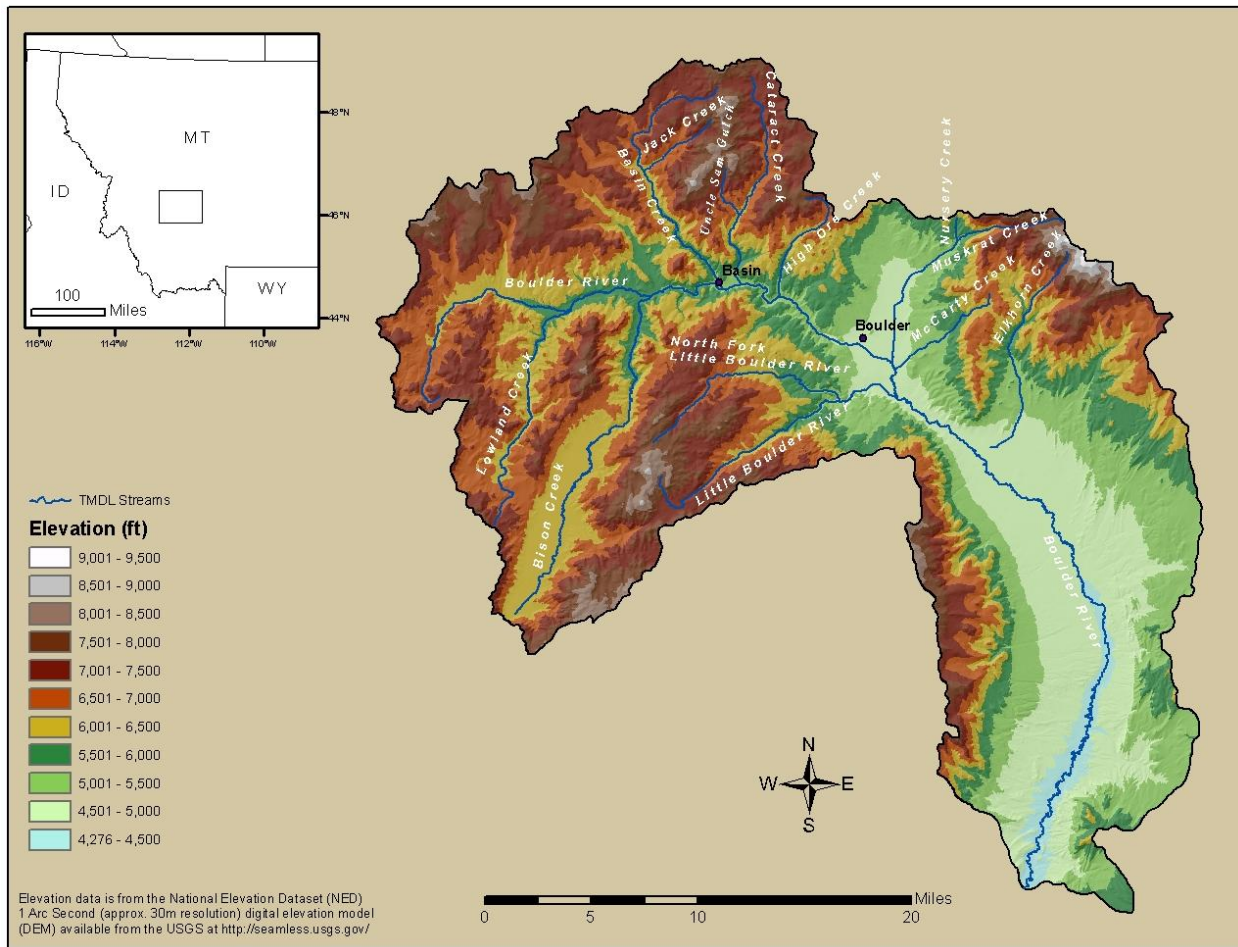 MT
ID
WY
48°N
46°N
44°N
116°W
114°W
112°W
110°W
100
Miles
Cataract Creek
Jack Creek
Uncle Sam Gulch
Basin Creek
High Ore Creek
Nursery Creek
Muskrat Creek
McCarty Creek
Elkhorn Creek
Basin
Boulder River
Boulder
North Fork
Little Boulder River
Lowland Creek
Little Boulder River
Bison Creek
Boulder River
TMDL Streams
Elevation (ft)
9,001 - 9,500
8,501 - 9,000
8,001 - 8,500
7,501 - 8,000
7,001 - 7,500
6,501 - 7,000
6,001 - 6,500
5,501 - 6,000
5,001 - 5,500
4,501 - 5,000
4,276 - 4,500
N
W E
S
Elevation data is from the National Elevation Dataset (NED)
1 Arc Second (approx. 30m resolution) digital elevation model
(DEM) available from the USGS at http://seamless.usgs.gov/
Miles
0 5 10 20